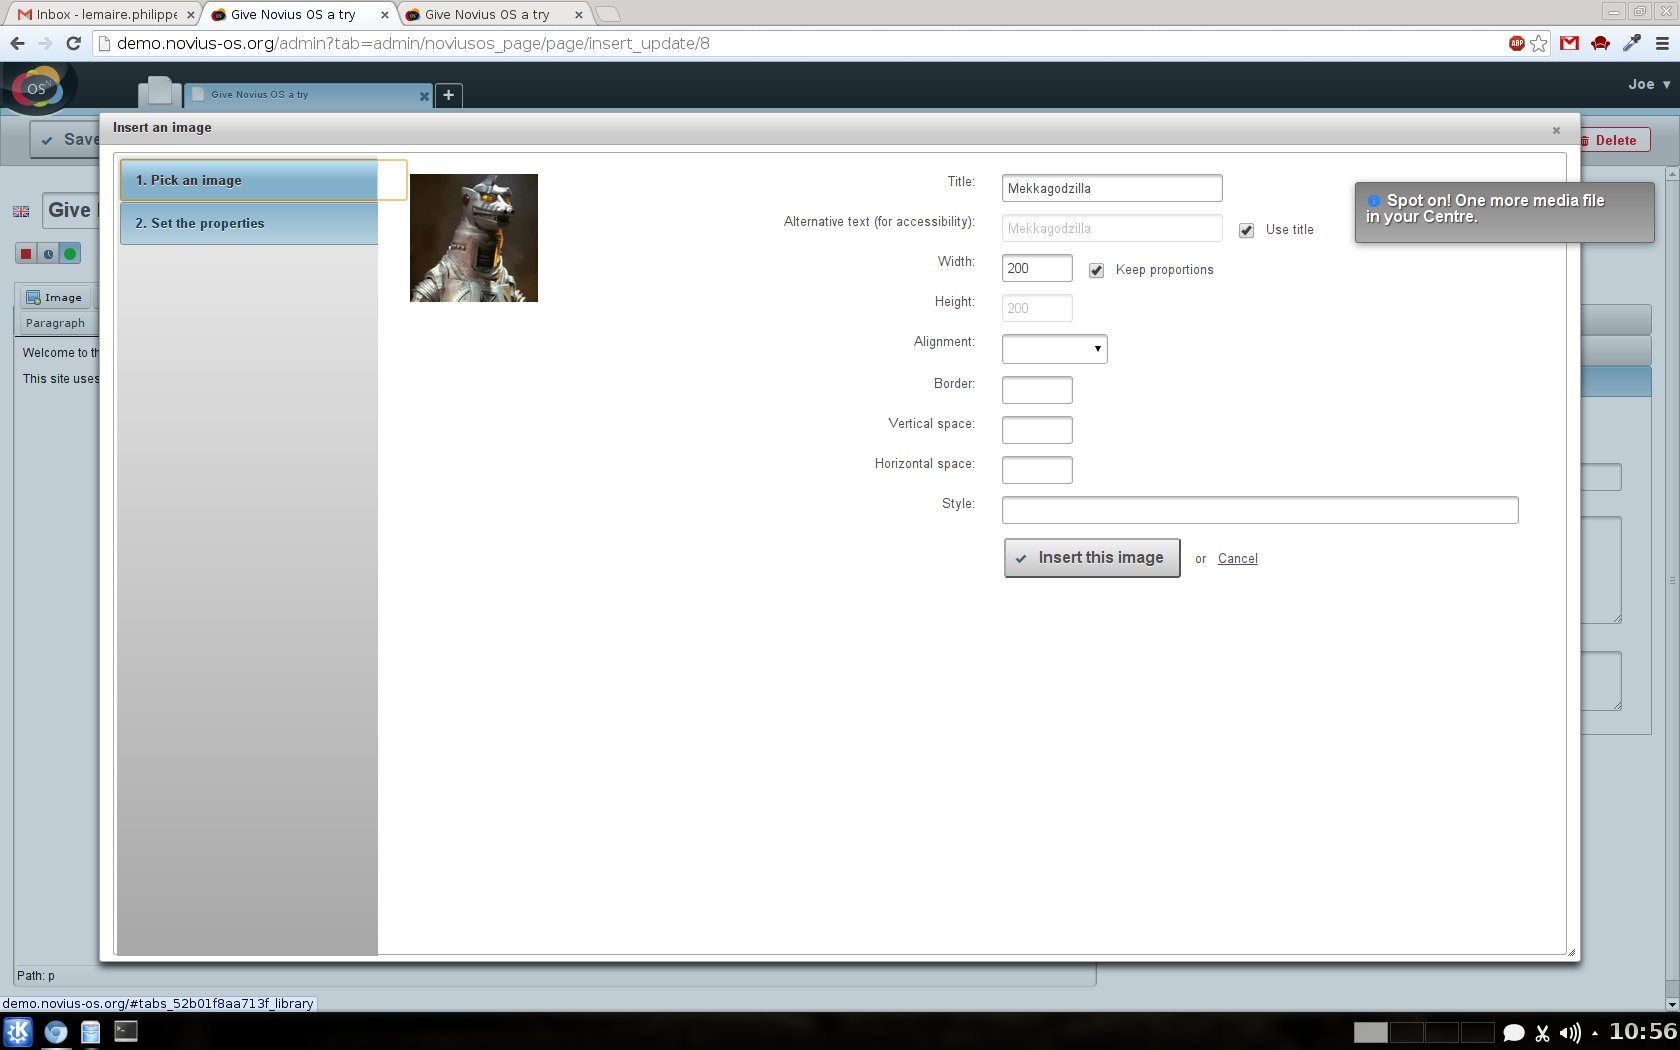 Inbox - lemaire.philippe
Give Novius OS a try
Give Novius OS a try
demo.novius-os.org/admin?tab=admin/noviusos_page/page/insert_update/8
ABP
OS
Give Novius OS a try
+
Joe
Save
Insert an image
Delete
1. Pick an image
2. Set the properties
Give
Title:
Mekkagodzilla
Spot on! One more media file
in your Centre.
Alternative text (for accessibility):
Mekkagodzilla
Use title
Width:
200
Keep proportions
Height:
200
Image
Paragraph
Alignment:
Welcome to th
This site uses
Border:
Vertical space:
Horizontal space:
Style:
Insert this image
or
Cancel
Path: p
demo.novius-os.org/#tabs_52b01f8aa713f_library
10:56